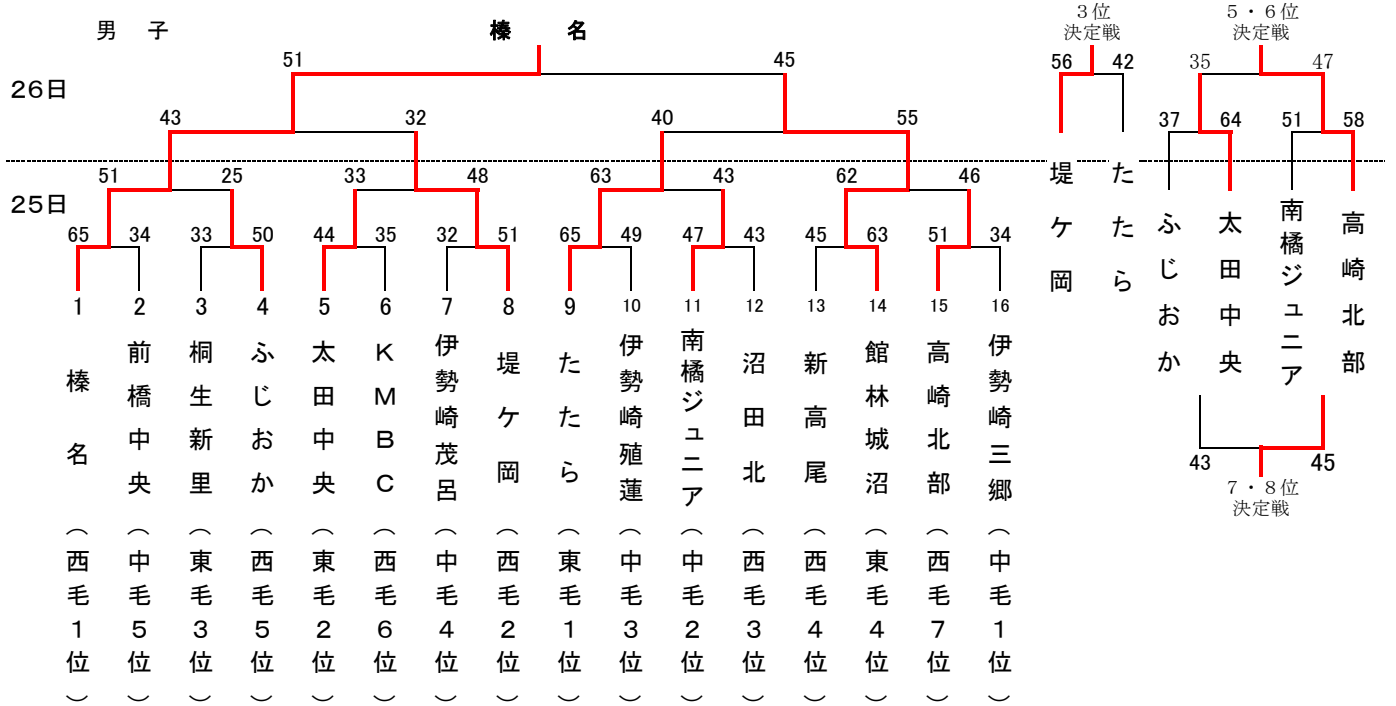 男　子
榛　名
3位
決定戦
5・6位
決定戦
51
45
56
42
35
47
26日
43
32
40
55
37
64
51
58
51
25
33
48
63
43
62
46
25日
65
34
33
50
44
35
32
51
65
49
47
43
45
63
51
34
1
2
3
4
5
6
7
8
9
10
11
12
13
14
15
16
榛名（西毛1位）
前橋中央（中毛5位）
桐生新里（東毛3位）
ふじおか（西毛5位）
太田中央（東毛2位）
KMBC（西毛6位）
伊勢崎茂呂（中毛4位）
堤ケ岡（西毛2位）
たたら（東毛1位）
伊勢崎殖蓮（中毛3位）
南橘ジュニア（中毛2位）
沼田北（西毛3位）
新高尾（西毛4位）
館林城沼（東毛4位）
高崎北部（西毛7位）
伊勢崎三郷（中毛1位）
堤ケ岡
たたら
ふじおか
太田中央
南橘ジュニア
高崎北部
43
45
7・8位
決定戦